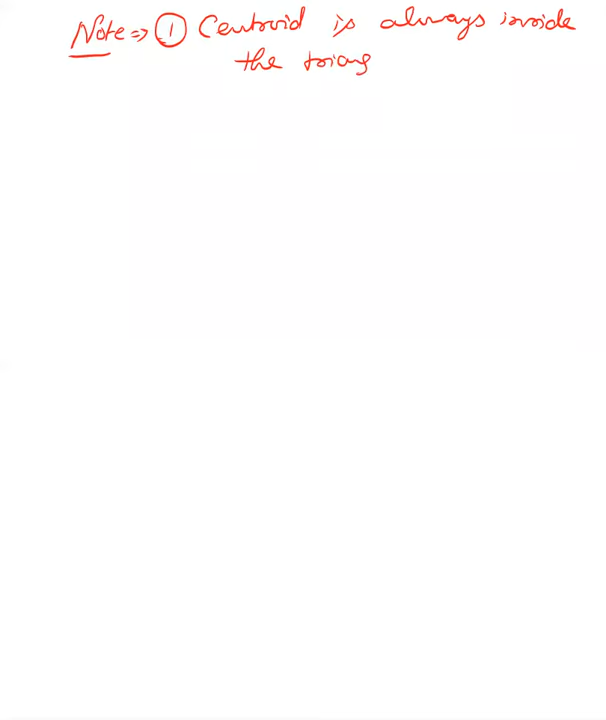 Note => ① Centroid is always inside
the triang